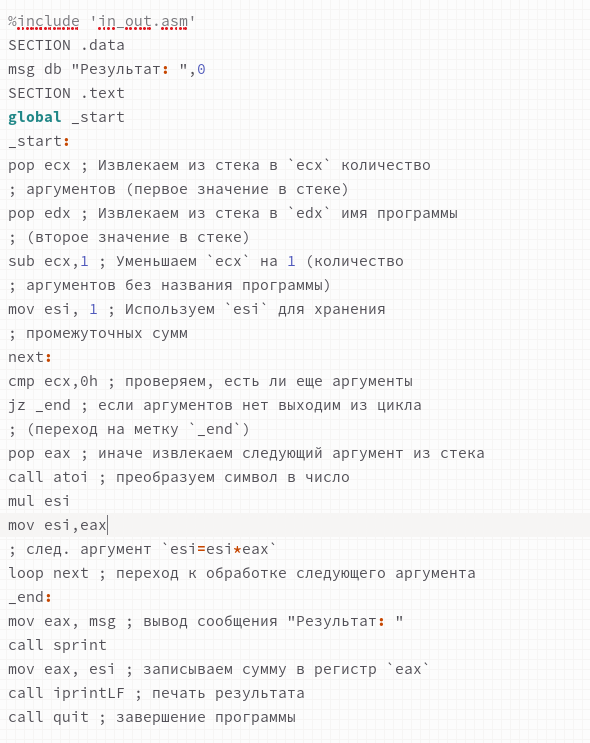 %include 'in_out.asm'
SECTION .data
msg db "Результат: ",0
SECTION .text
global _start
_start:
pop ecx ; Извлекаем из стека в `ecx` количество
; аргументов (первое значение в стеке)
pop edx ; Извлекаем из стека в `edx` имя программы
; (второе значение в стеке)
sub ecx,1 ; Уменьшаем `ecx` на 1 (количество
; аргументов без названия программы)
mov esi, 1 ; Используем `esi` для хранения
; промежуточных сумм
next:
cmp ecx,0h ; проверяем, есть ли еще аргументы
jz _end ; если аргументов нет выходим из цикла
; (переход на метку `_end`)
pop eax ; иначе извлекаем следующий аргумент из стека
call atoi ; преобразуем символ в число
mul esi
mov esi,eax
; след. аргумент `esi=esi*eax`
loop next ; переход к обработке следующего аргумента
_end:
mov eax, msg ; вывод сообщения "Результат: "
call sprint
mov eax, esi ; записываем сумму в регистр `eax`
call iprintLF ; печать результата
call quit ; завершение программы